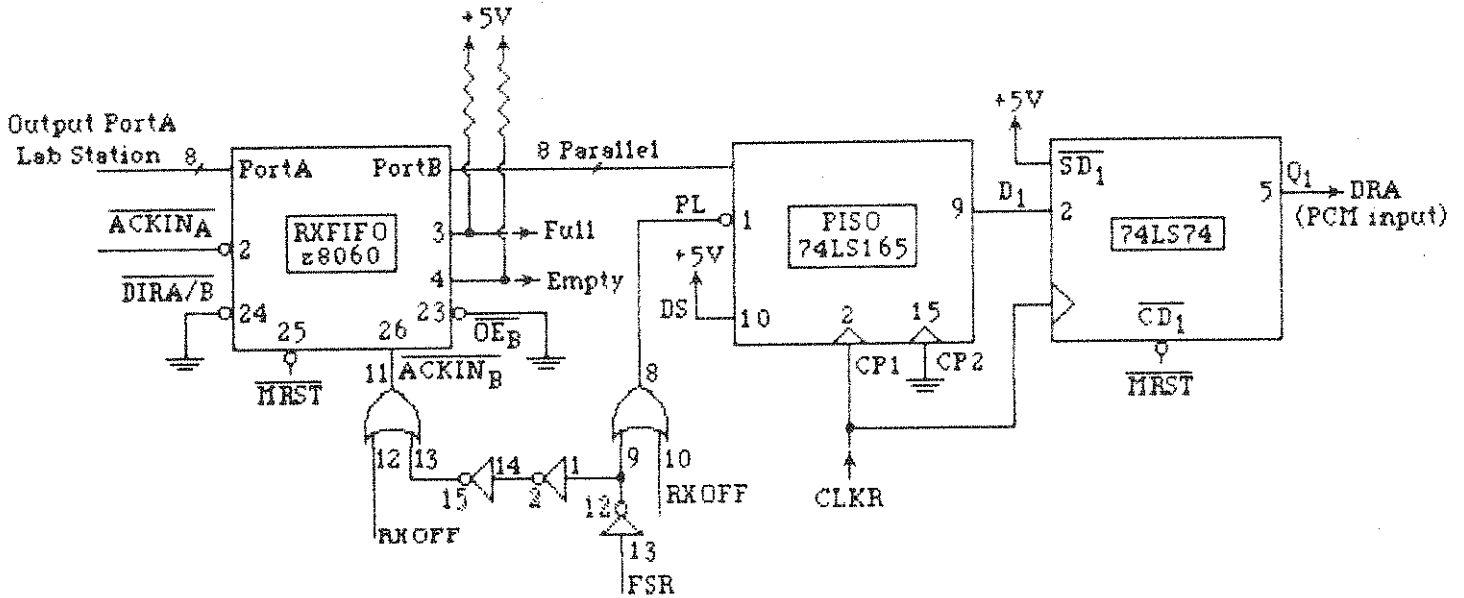 +5V
Output PortA
Lab Station 8
PortA
PortB
8 Parallel
+5V
SD1
Q1
ACKINA
2
RXFIFO
z8060
3
Full
4
Empty
DIRA/B
24
25
26
23
OEB
MRST
11
ACKINB
PL
1
PISO
74LS165
9
D1
2
74LS74
5
DRA
(PCM input)
+5V
DS
10
2
15
CP1
CP2
CD1
MRST
8
12
13
14
1
9
10
15
2
RXOFF
12
RXOFF
13
FSR
CLKR